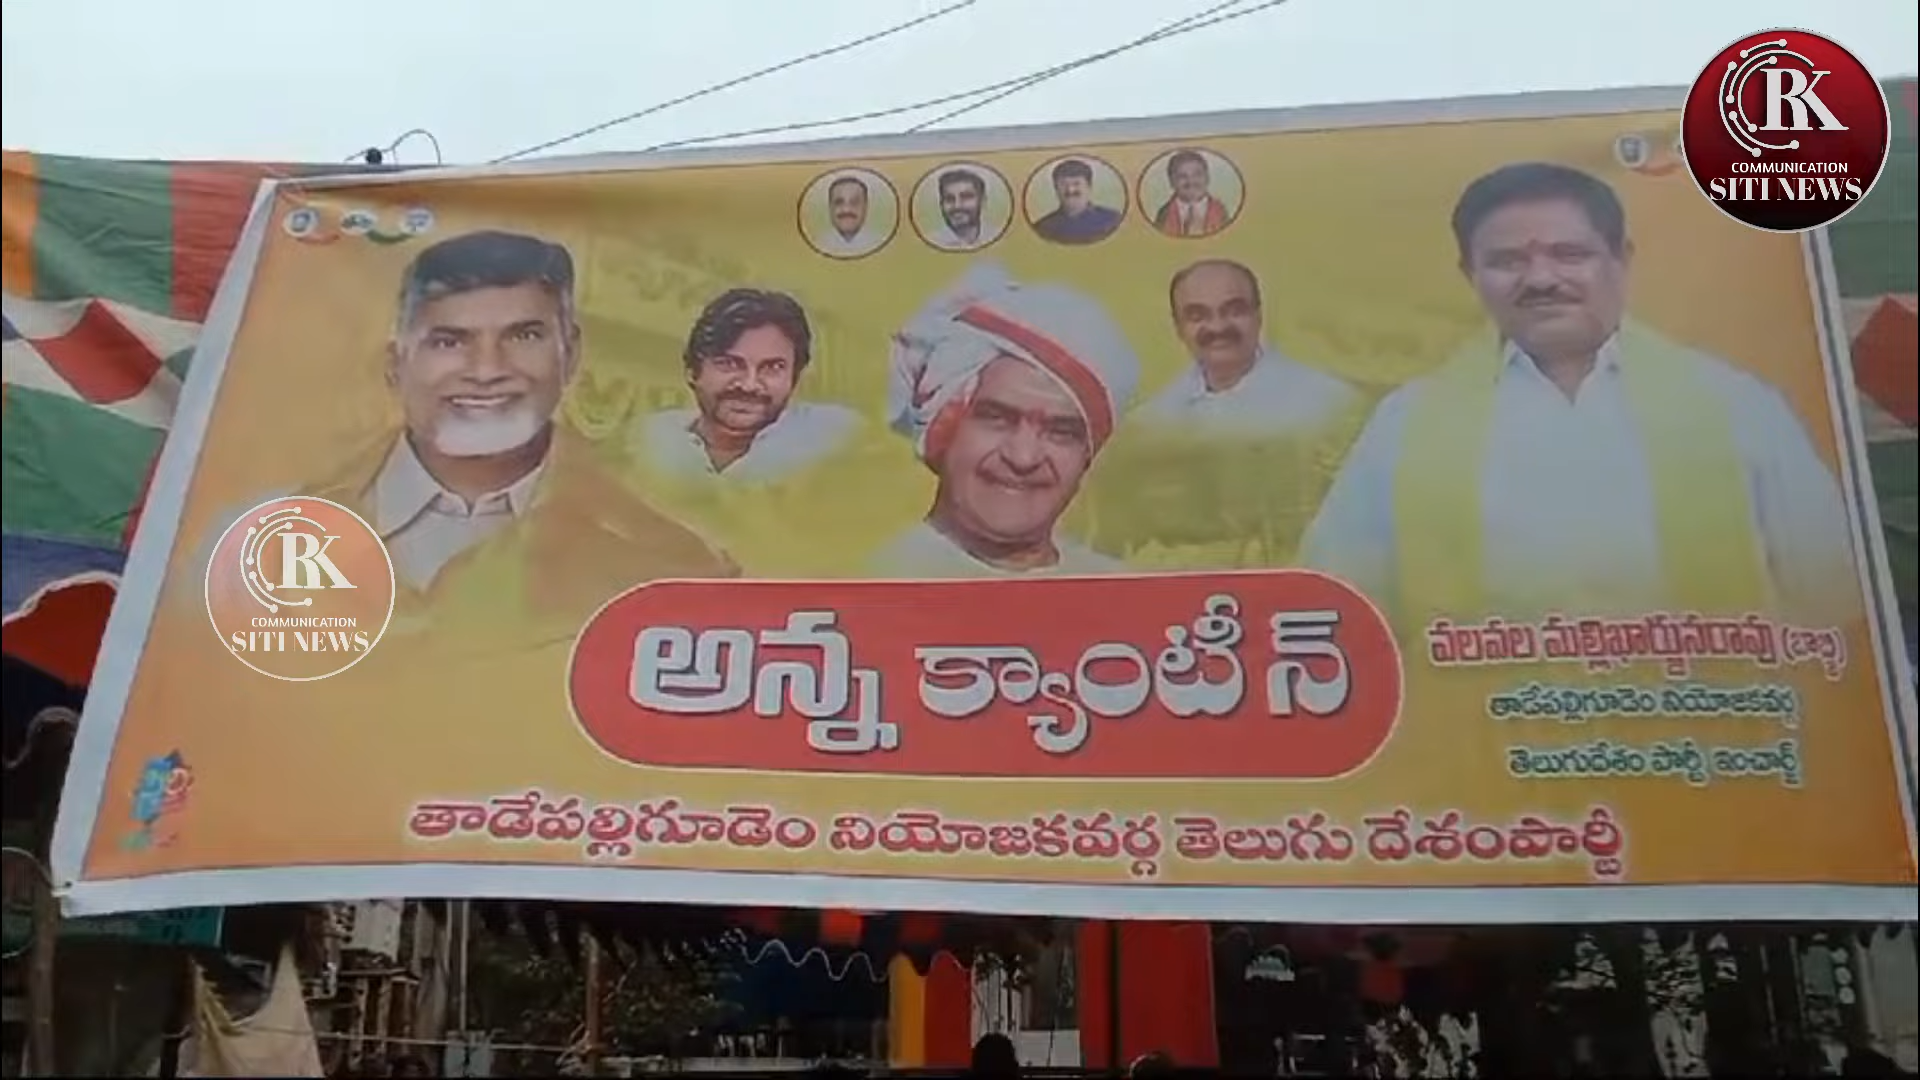 RK
COMMUNICATION
SITI NEWS
RK
COMMUNICATION
SITI NEWS
అన్న క్యాంటీన్
వలవల మల్లిఖార్జునరావు (బాబ్జి)
తాడేపల్లిగూడెం నియోజకవర్గ
తెలుగుదేశం పార్టీ ఇంచార్జ్
తాడేపల్లిగూడెం నియోజకవర్గ తెలుగు దేశంపార్టీ